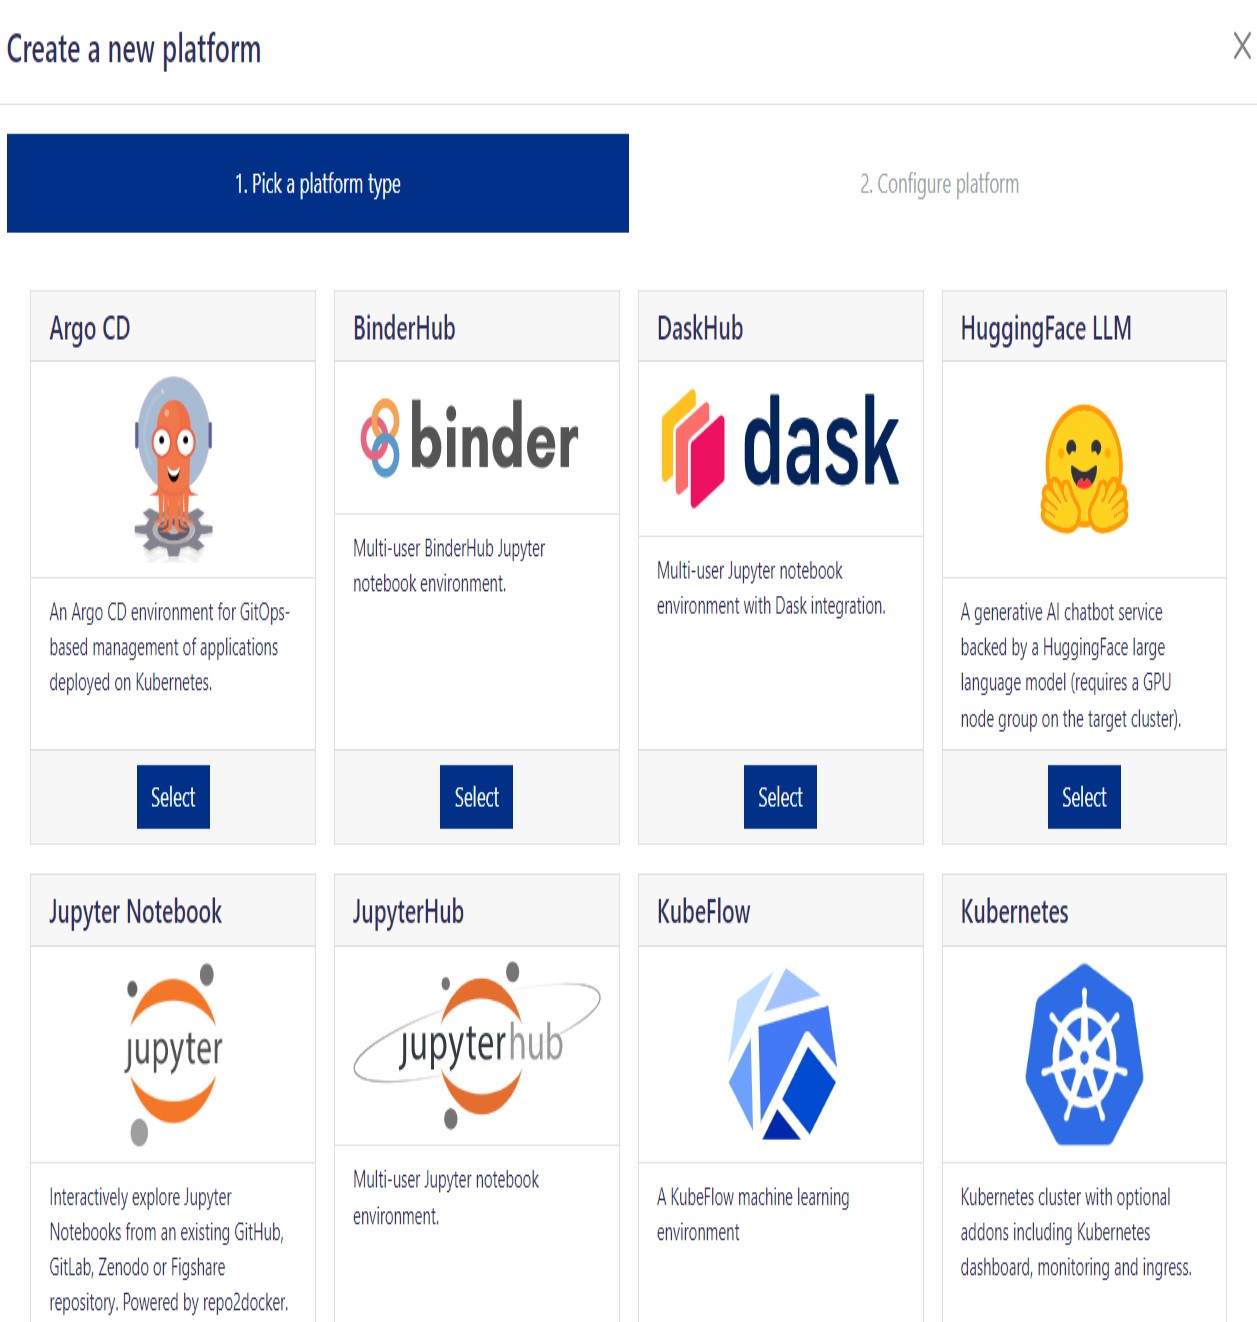 Create a new platform
X
1. Pick a platform type
2. Configure platform
Argo CD
BinderHub
DaskHub
HuggingFace LLM
binder
dask
An Argo CD environment for GitOps-
based management of applications
deployed on Kubernetes.
Multi-user BinderHub Jupyter
notebook environment.
Multi-user Jupyter notebook
environment with Dask integration.
A generative AI chatbot service
backed by a HuggingFace large
language model (requires a GPU
node group on the target cluster).
Select
Select
Select
Select
Jupyter Notebook
JupyterHub
KubeFlow
Kubernetes
jupyter
jupyterhub
Interactively explore Jupyter
Notebooks from an existing GitHub,
GitLab, Zenodo or Figshare
repository. Powered by repo2docker.
Multi-user Jupyter notebook
environment.
A KubeFlow machine learning
environment
Kubernetes cluster with optional
addons including Kubernetes
dashboard, monitoring and ingress.